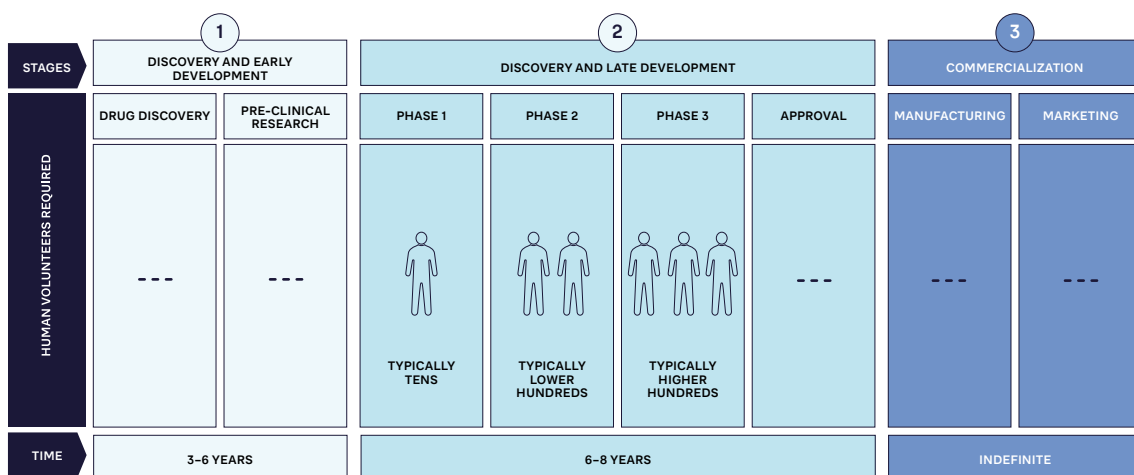 1
2
3
STAGES
DISCOVERY AND EARLY
DEVELOPMENT
DISCOVERY AND LATE DEVELOPMENT
COMMERCIALIZATION
DRUG DISCOVERY
PRE-CLINICAL
RESEARCH
PHASE 1
PHASE 2
PHASE 3
APPROVAL
MANUFACTURING
MARKETING
HUMAN VOLUNTEERS REQUIRED
---
---
TYPICALLY
TENS
TYPICALLY
LOWER
HUNDREDS
TYPICALLY
HIGHER
HUNDREDS
---
---
---
TIME
3–6 YEARS
6–8 YEARS
INDEFINITE